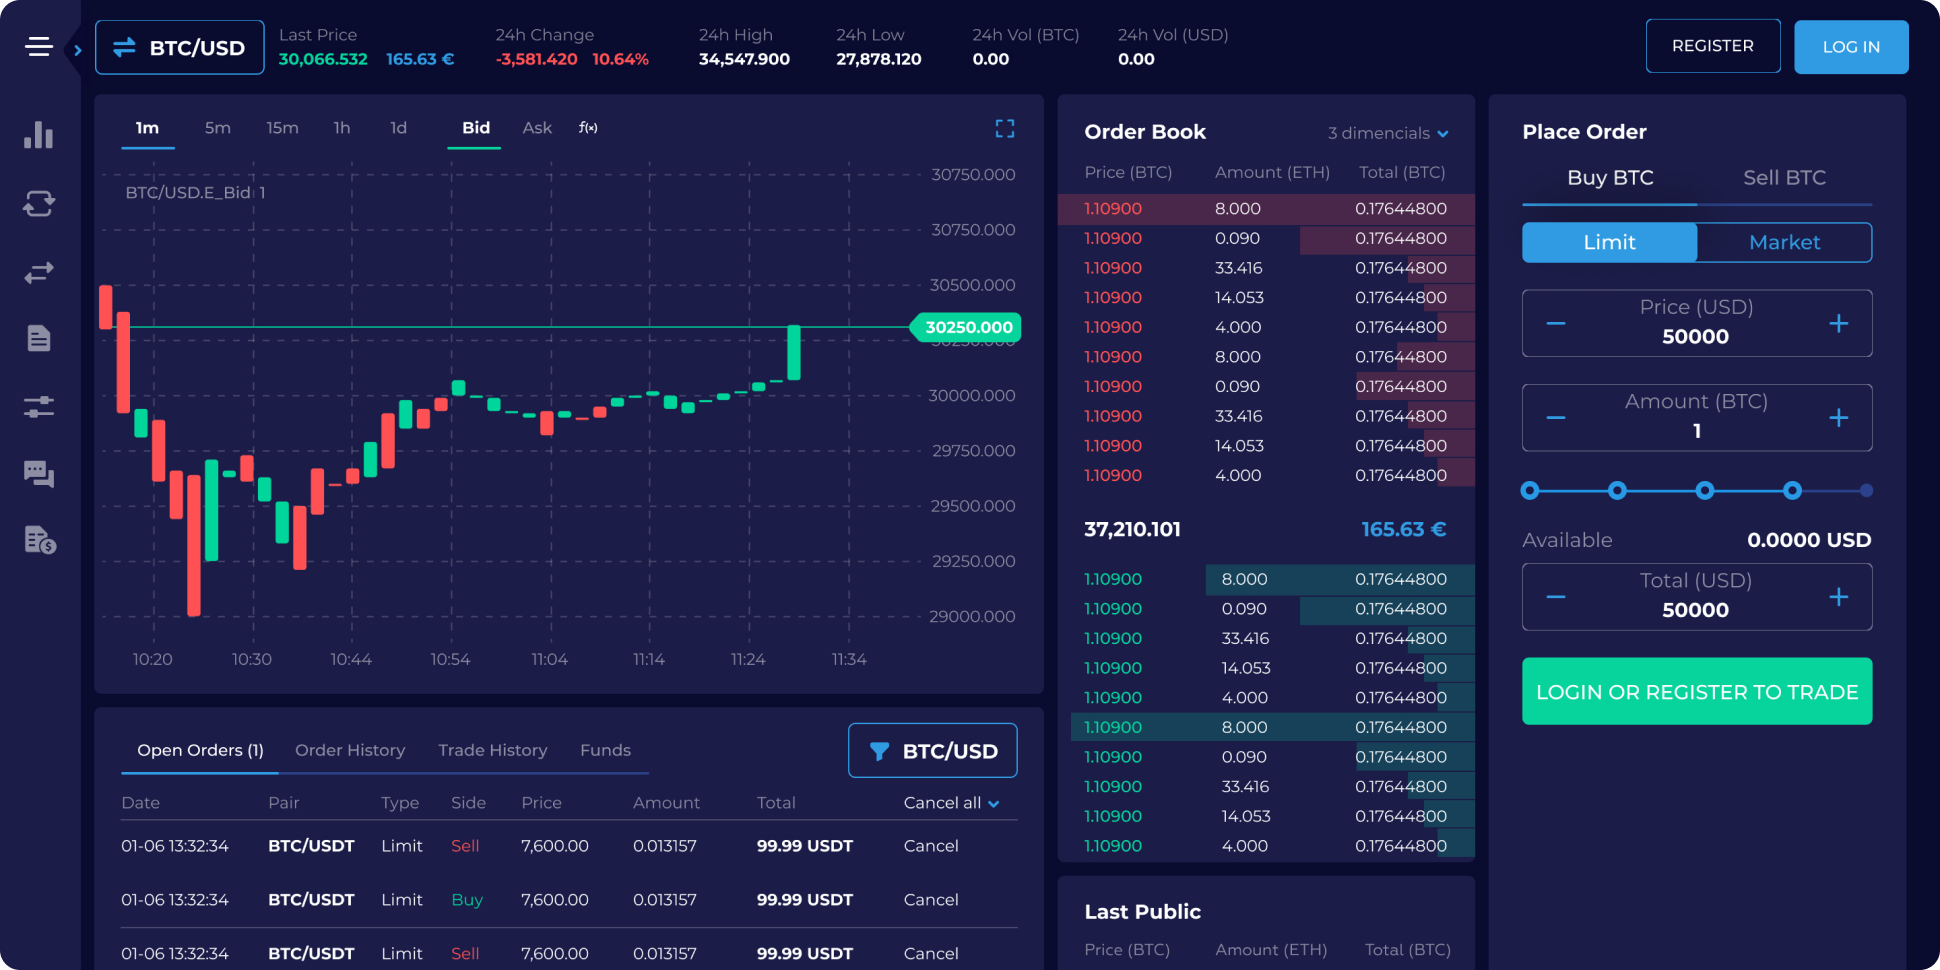 BTC/USD
Last Price
30,066.532 165.63 €
24h Change
-3,581.420 10.64%
24h High
34,547.900
24h Low
27,878.120
24h Vol (BTC)
0.00
24h Vol (USD)
0.00
REGISTER
LOG IN
1m 5m 15m 1h 1d Bid Ask f(x)
BTC/USD.E_Bid 1
30750.000
30750.000
30500.000
30250.000
30250.000
30000.000
29750.000
29500.000
29250.000
29000.000
10:20 10:30 10:44 10:54 11:04 11:14 11:24 11:34
Open Orders (1) Order History Trade History Funds
BTC/USD
Date Pair Type Side Price Amount Total Cancel all
01-06 13:32:34 BTC/USDT Limit Sell 7,600.00 0.013157 99.99 USDT Cancel
01-06 13:32:34 BTC/USDT Limit Buy 7,600.00 0.013157 99.99 USDT Cancel
01-06 13:32:34 BTC/USDT Limit Sell 7,600.00 0.013157 99.99 USDT Cancel
Order Book 3 dimencials
Price (BTC) Amount (ETH) Total (BTC)
1.10900 8.000 0.17644800
1.10900 0.090 0.17644800
1.10900 33.416 0.17644800
1.10900 14.053 0.17644800
1.10900 4.000 0.17644800
1.10900 8.000 0.17644800
1.10900 0.090 0.17644800
1.10900 33.416 0.17644800
1.10900 14.053 0.17644800
1.10900 4.000 0.17644800
37,210.101 165.63 €
1.10900 8.000 0.17644800
1.10900 0.090 0.17644800
1.10900 33.416 0.17644800
1.10900 14.053 0.17644800
1.10900 4.000 0.17644800
1.10900 8.000 0.17644800
1.10900 0.090 0.17644800
1.10900 33.416 0.17644800
1.10900 14.053 0.17644800
1.10900 4.000 0.17644800
Last Public
Price (BTC) Amount (ETH) Total (BTC)
Place Order
Buy BTC Sell BTC
Limit Market
Price (USD)
50000
Amount (BTC)
1
Available 0.0000 USD
Total (USD)
50000
LOGIN OR REGISTER TO TRADE